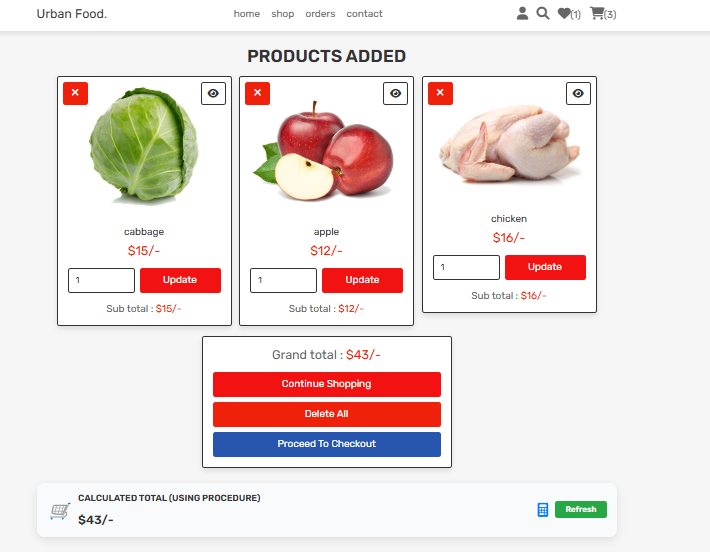 Urban Food. home shop orders contact (1) (3)
PRODUCTS ADDED
cabbage
$15/-
1 Update
Sub total : $15/-
apple
$12/-
1 Update
Sub total : $12/-
chicken
$16/-
1 Update
Sub total : $16/-
Grand total : $43/-
Continue Shopping
Delete All
Proceed To Checkout
CALCULATED TOTAL (USING PROCEDURE)
$43/-
Refresh